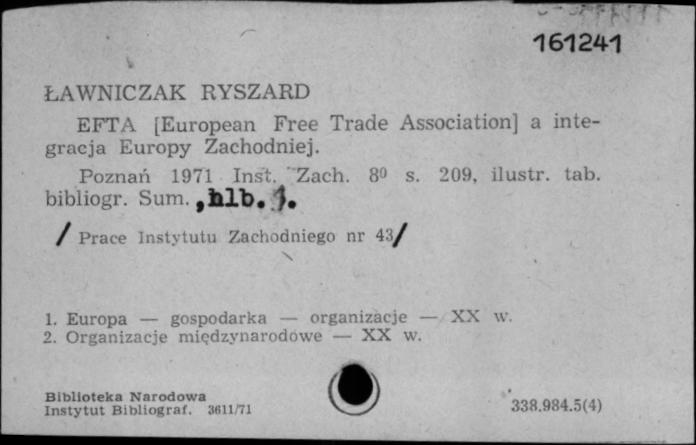 161241
ŁAWNICZAK RYSZARD
EFTA [European Free Trade Association] a inte-
gracja Europy Zachodniej.
Poznań 1971 Inst. Zach. 8⁰ s. 209, ilustr. tab.
bibliogr. Sum., nlb. 1.
/ Prace Instytutu Zachodniego nr 43/
1. Europa — gospodarka — organizacje — XX w.
2. Organizacje międzynarodowe — XX w.
Biblioteka Narodowa
Instytut Bibliograf. 3611/71
338.984.5(4)